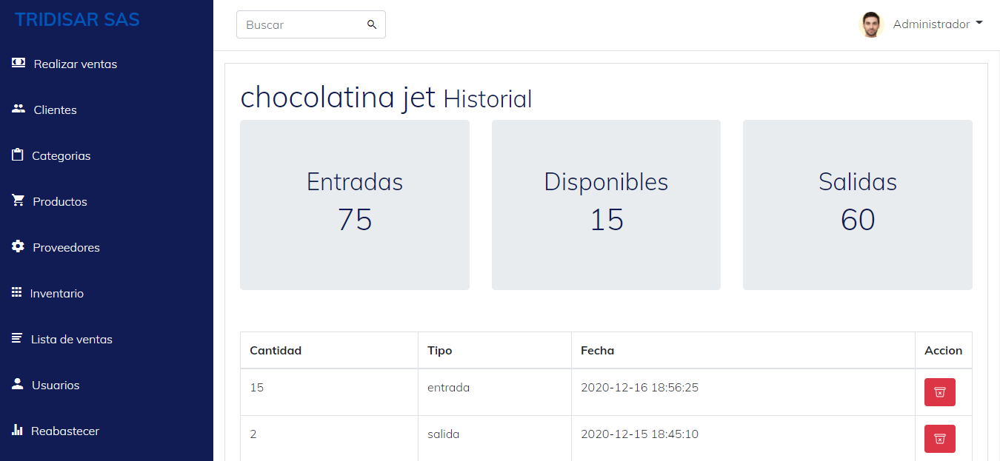 TRIDISAR SAS
Realizar ventas
Clientes
Categorias
Productos
Proveedores
Inventario
Lista de ventas
Usuarios
Reabastecer
Buscar
Administrador
chocolatina jet Historial
Entradas
75
Disponibles
15
Salidas
60
Cantidad Tipo Fecha Accion
15 entrada 2020-12-16 18:56:25
2 salida 2020-12-15 18:45:10